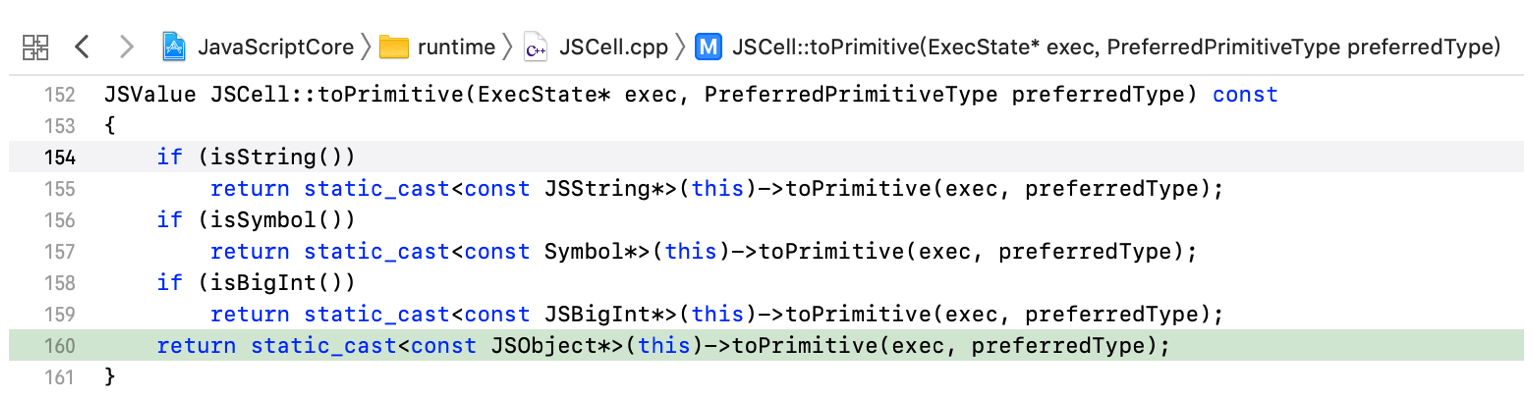 JavaScriptCore 〉 runtime 〉 C++ JSCell.cpp 〉 M JSCell::toPrimitive(ExecState* exec, PreferredPrimitiveType preferredType)
152 JSValue JSCell::toPrimitive(ExecState* exec, PreferredPrimitiveType preferredType) const
153 {
154     if (isString())
155         return static_cast<const JSString*>(this)->toPrimitive(exec, preferredType);
156     if (isSymbol())
157         return static_cast<const Symbol*>(this)->toPrimitive(exec, preferredType);
158     if (isBigInt())
159         return static_cast<const JSBigInt*>(this)->toPrimitive(exec, preferredType);
160     return static_cast<const JSObject*>(this)->toPrimitive(exec, preferredType);
161 }